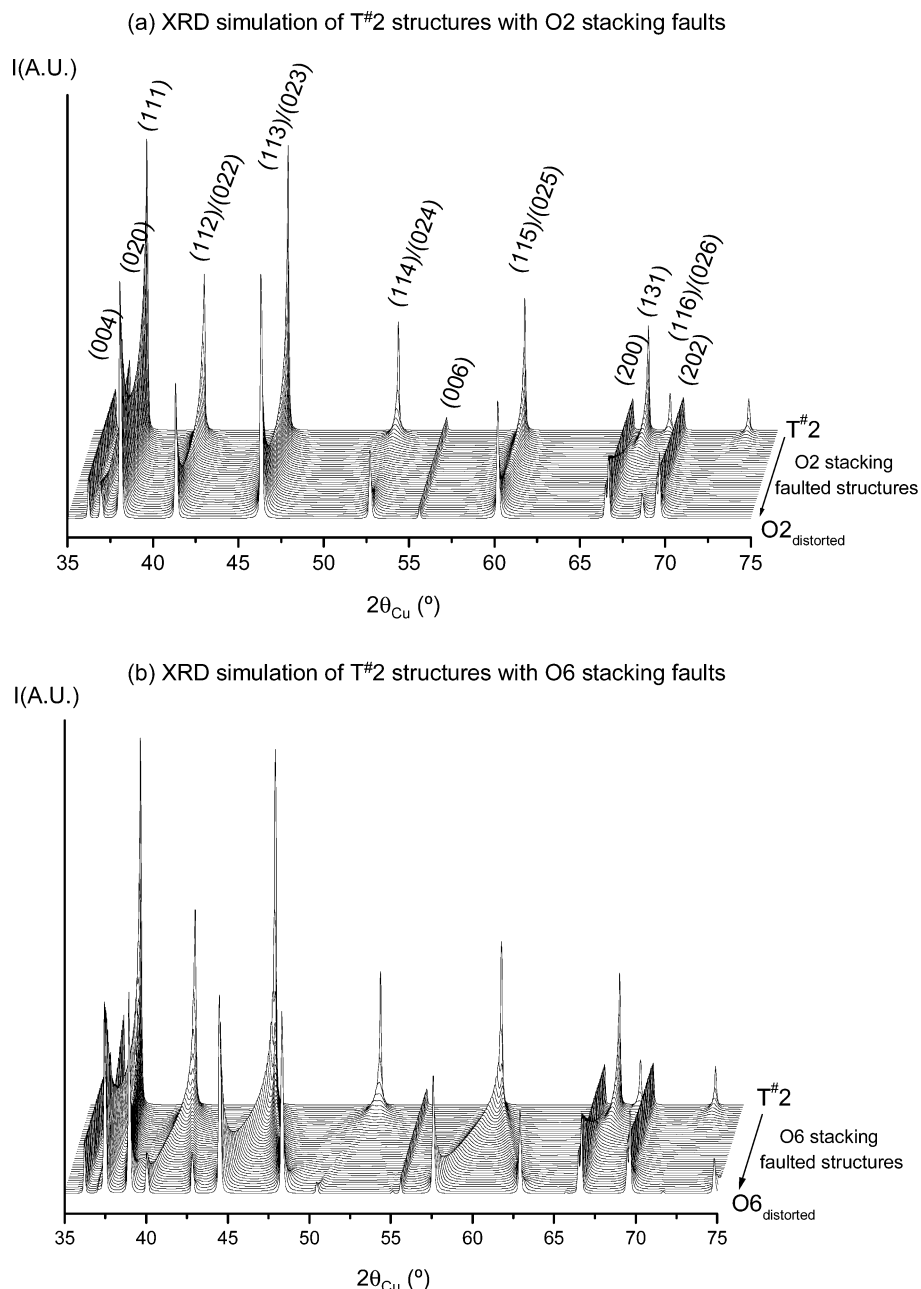 (a) XRD simulation of T#2 structures with O2 stacking faults
I(A.U.)
(004)
(020)
(111)
(112)/(022)
(113)/(023)
(114)/(024)
(006)
(115)/(025)
(200)
(131)
(116)/(026)
(202)
T#2
O2 stacking
faulted structures
O2distorted
35 40 45 50 55 60 65 70 75
2θCu (º)
(b) XRD simulation of T#2 structures with O6 stacking faults
I(A.U.)
T#2
O6 stacking
faulted structures
O6distorted
35 40 45 50 55 60 65 70 75
2θCu (º)